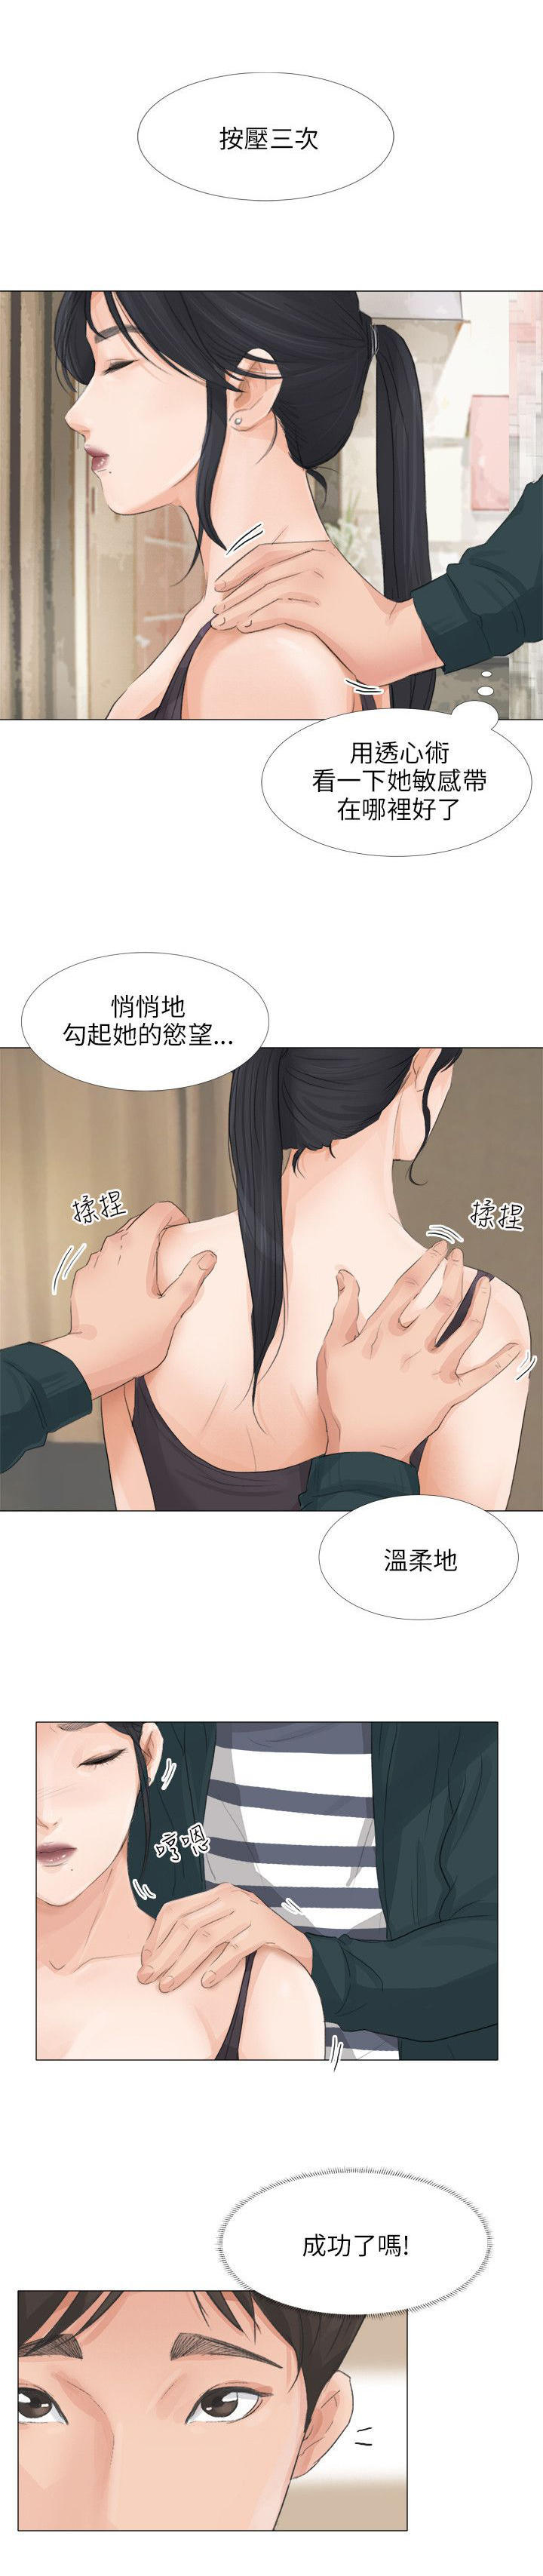 按壓三次
用透心術
看一下她敏感帶
在哪裡好了
悄悄地
勾起她的慾望...
揉捏
揉捏
溫柔地
哼嗯
成功了嗎!